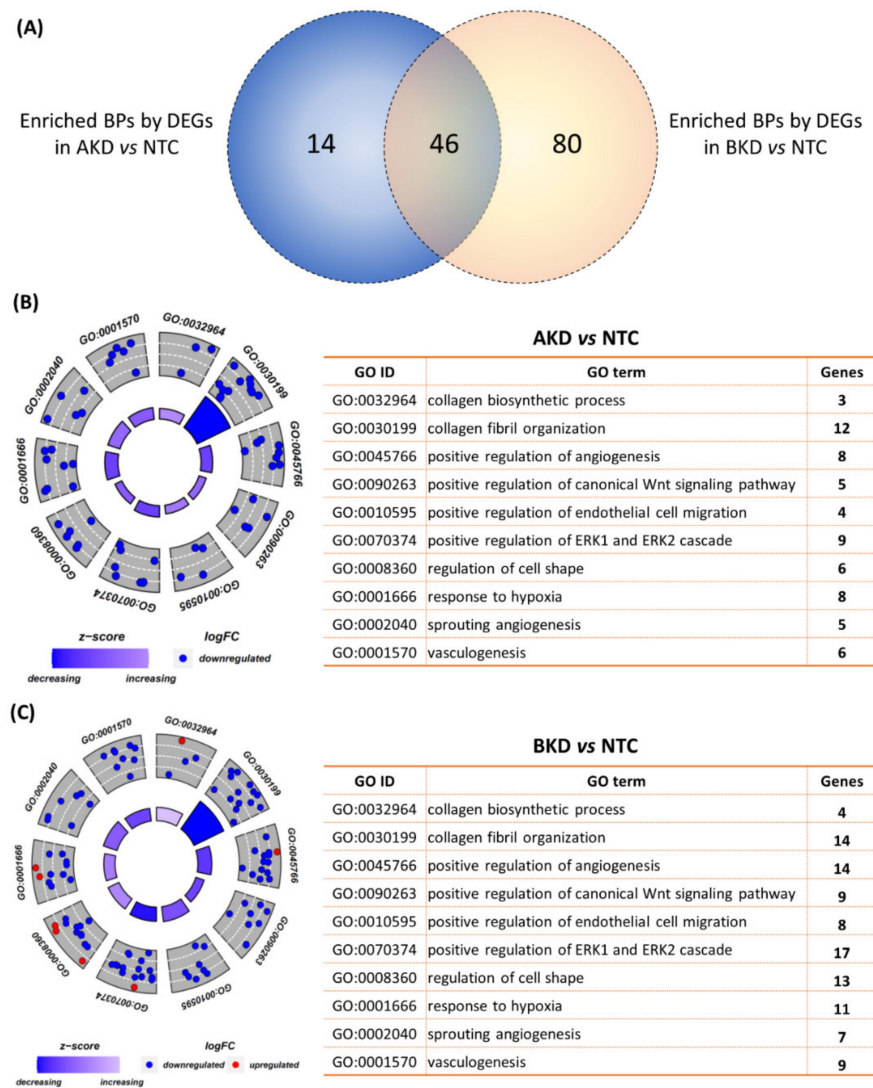 (A)
Enriched BPs by DEGs
in AKD vs NTC
14
46
80
Enriched BPs by DEGs
in BKD vs NTC
(B)
GO:0001570
GO:0032964
GO:0030199
GO:0045766
GO:0090263
GO:0010595
GO:0070374
GO:0008360
GO:0001666
GO:0002040
z-score
decreasing
increasing
logFC
downregulated
AKD vs NTC
GO ID GO term Genes
GO:0032964 collagen biosynthetic process 3
GO:0030199 collagen fibril organization 12
GO:0045766 positive regulation of angiogenesis 8
GO:0090263 positive regulation of canonical Wnt signaling pathway 5
GO:0010595 positive regulation of endothelial cell migration 4
GO:0070374 positive regulation of ERK1 and ERK2 cascade 9
GO:0008360 regulation of cell shape 6
GO:0001666 response to hypoxia 8
GO:0002040 sprouting angiogenesis 5
GO:0001570 vasculogenesis 6
(C)
GO:0001570
GO:0032964
GO:0030199
GO:0045766
GO:0090263
GO:0010595
GO:0070374
GO:0008360
GO:0001666
GO:0002040
z-score
decreasing
increasing
logFC
downregulated
upregulated
BKD vs NTC
GO ID GO term Genes
GO:0032964 collagen biosynthetic process 4
GO:0030199 collagen fibril organization 14
GO:0045766 positive regulation of angiogenesis 14
GO:0090263 positive regulation of canonical Wnt signaling pathway 9
GO:0010595 positive regulation of endothelial cell migration 8
GO:0070374 positive regulation of ERK1 and ERK2 cascade 17
GO:0008360 regulation of cell shape 13
GO:0001666 response to hypoxia 11
GO:0002040 sprouting angiogenesis 7
GO:0001570 vasculogenesis 9